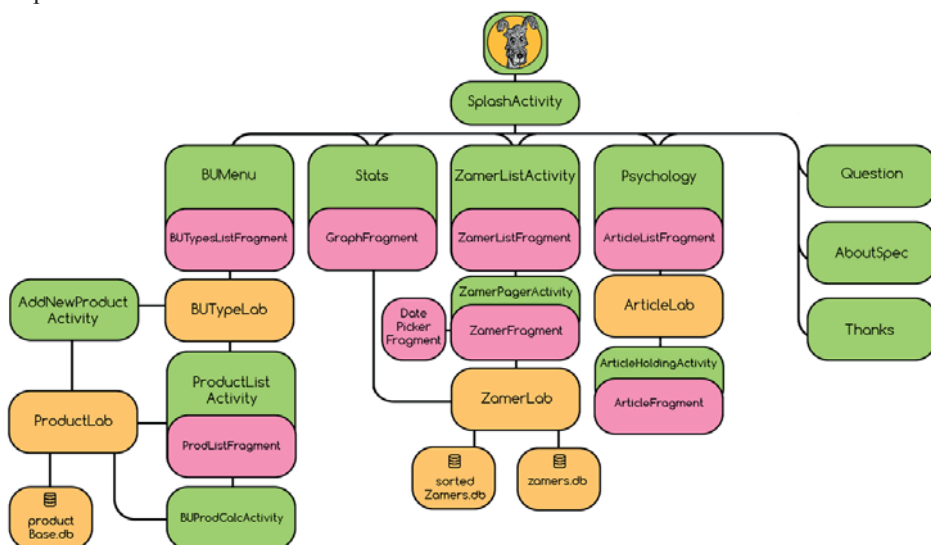 SplashActivity
BUMenu
BUTypesListFragment
Stats
GraphFragment
ZamerListActivity
ZamerListFragment
Psychology
ArticleListFragment
Question
AboutSpec
Thanks
AddNewProduct
Activity
BUTypeLab
ZamerPagerActivity
ZamerFragment
Date
Picker
Fragment
ArticleLab
ArticleHoldingActivity
ArticleFragment
ProductList
Activity
ProdListFragment
ProductLab
ZamerLab
sorted
Zamers.db
zamers.db
product
Base.db
BUProdCalcActivity